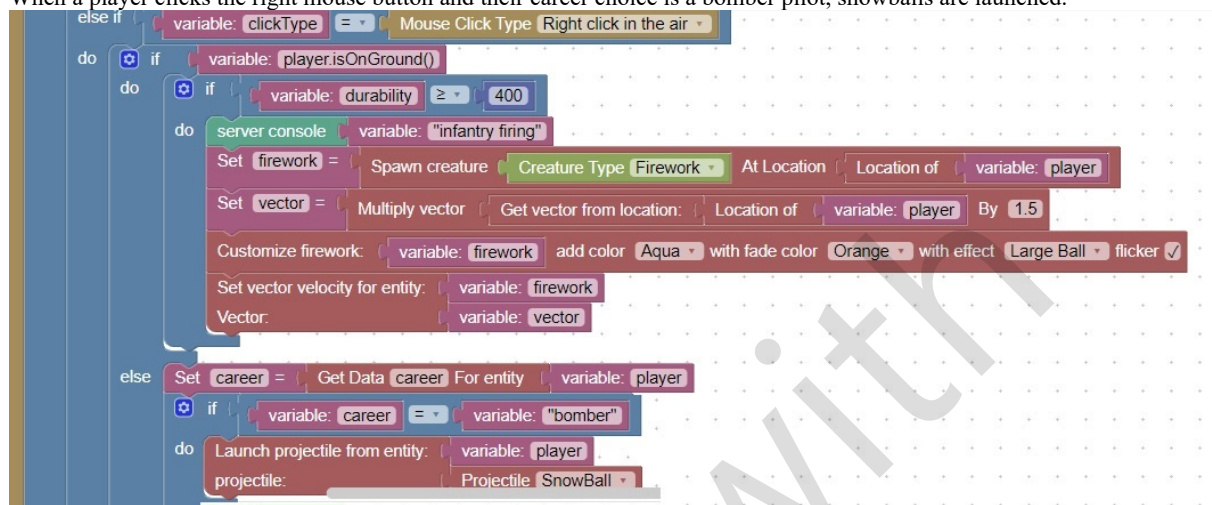 When a player clicks the right mouse button and their career choice is a bomber pilot, snowballs are launched.
else if variable: clickType = Mouse Click Type Right click in the air
do if variable: player.isOnGround()
do if variable: durability ≥ 400
do server console variable: "infantry firing"
Set firework = Spawn creature Creature Type Firework At Location Location of variable: player
Set vector = Multiply vector Get vector from location: Location of variable: player By 1.5
Customize firework: variable: firework add color Aqua with fade color Orange with effect Large Ball flicker ✓
Set vector velocity for entity: variable: firework
Vector: variable: vector
else Set career = Get Data career For entity variable: player
if variable: career = variable: "bomber"
do Launch projectile from entity: variable: player
projectile: Projectile SnowBall
with